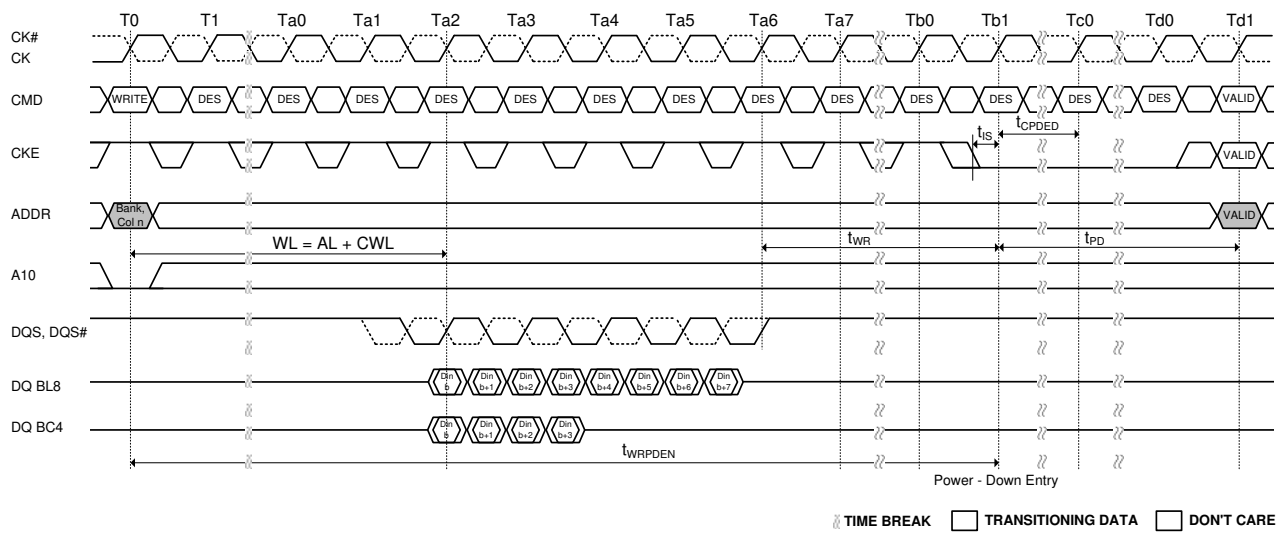 T0 T1 Ta0 Ta1 Ta2 Ta3 Ta4 Ta5 Ta6 Ta7 Tb0 Tb1 Tc0 Td0 Td1
CK#
CK
CMD WRITE DES DES DES DES DES DES DES DES DES DES DES DES DES VALID
tIS tCPDED
CKE VALID
ADDR Bank, Col n VALID
WL = AL + CWL tWR tPD
A10
DQS, DQS#
DQ BL8 Din b Din b+1 Din b+2 Din b+3 Din b+4 Din b+5 Din b+6 Din b+7
DQ BC4 Din b Din b+1 Din b+2 Din b+3
tWRPDEN
Power - Down Entry
TIME BREAK TRANSITIONING DATA DON'T CARE